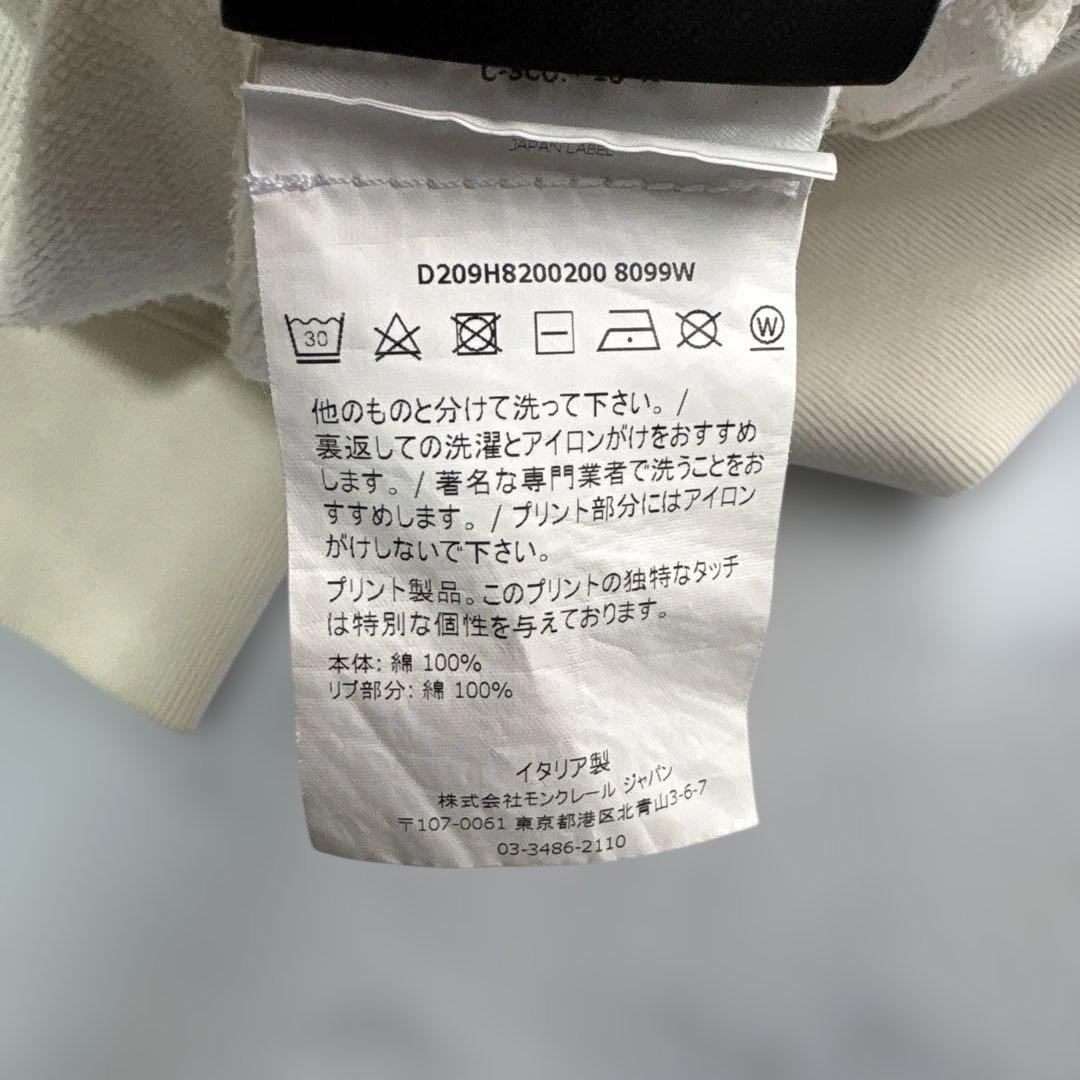 JAPAN LABEL
D209H8200200 8099W
30 W
他のものと分けて洗って下さい。/
裏返しての洗濯とアイロンがけをおすすめ
します。/ 著名な専門業者で洗うことをお
すすめします。/ プリント部分にはアイロン
がけしないで下さい。
プリント製品。このプリントの独特なタッチ
は特別な個性を与えております。
本体: 綿 100%
リブ部分: 綿 100%
イタリア製
株式会社モンクレール ジャパン
〒107-0061 東京都港区北青山3-6-7
03-3486-2110